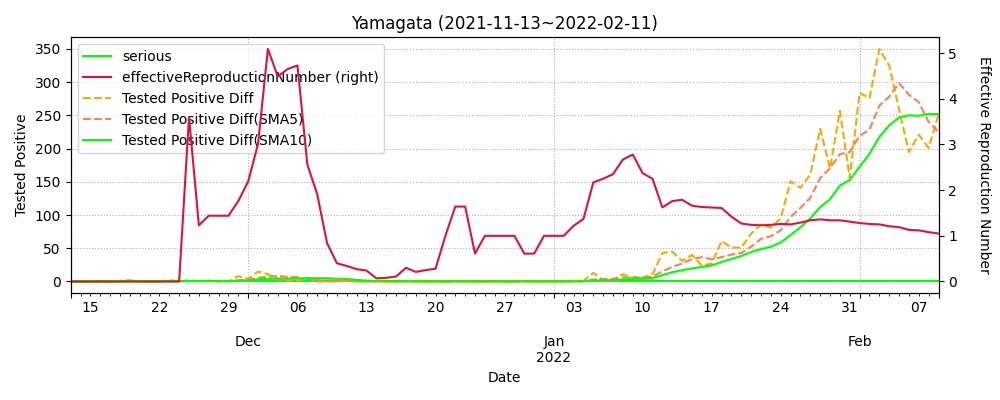 Yamagata (2021-11-13~2022-02-11)
serious
effectiveReproductionNumber (right)
Tested Positive Diff
Tested Positive Diff(SMA5)
Tested Positive Diff(SMA10)
Tested Positive
350
300
250
200
150
100
50
0
5
4
3
2
1
0
Effective Reproduction Number
15 22 29 06 13 20 27 03 10 17 24 31 07
Dec Jan Feb
2022
Date